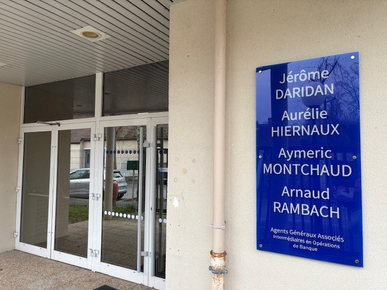 Jérôme
DARIDAN
Aurélie
HIERNAUX
Aymeric
MONTCHAUD
Arnaud
RAMBACH
Agents Généraux Associés
Intermédiaires en Opérations
de Banque